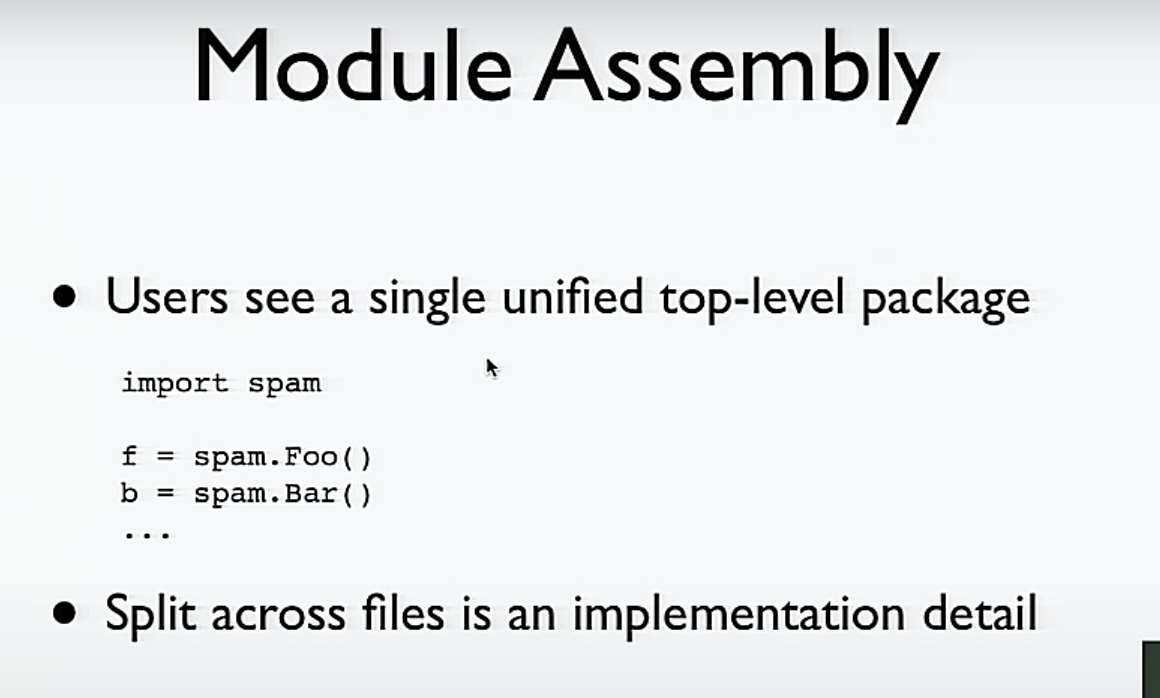 Module Assembly
• Users see a single unified top-level package
import spam
f = spam.Foo()
b = spam.Bar()
...
• Split across files is an implementation detail